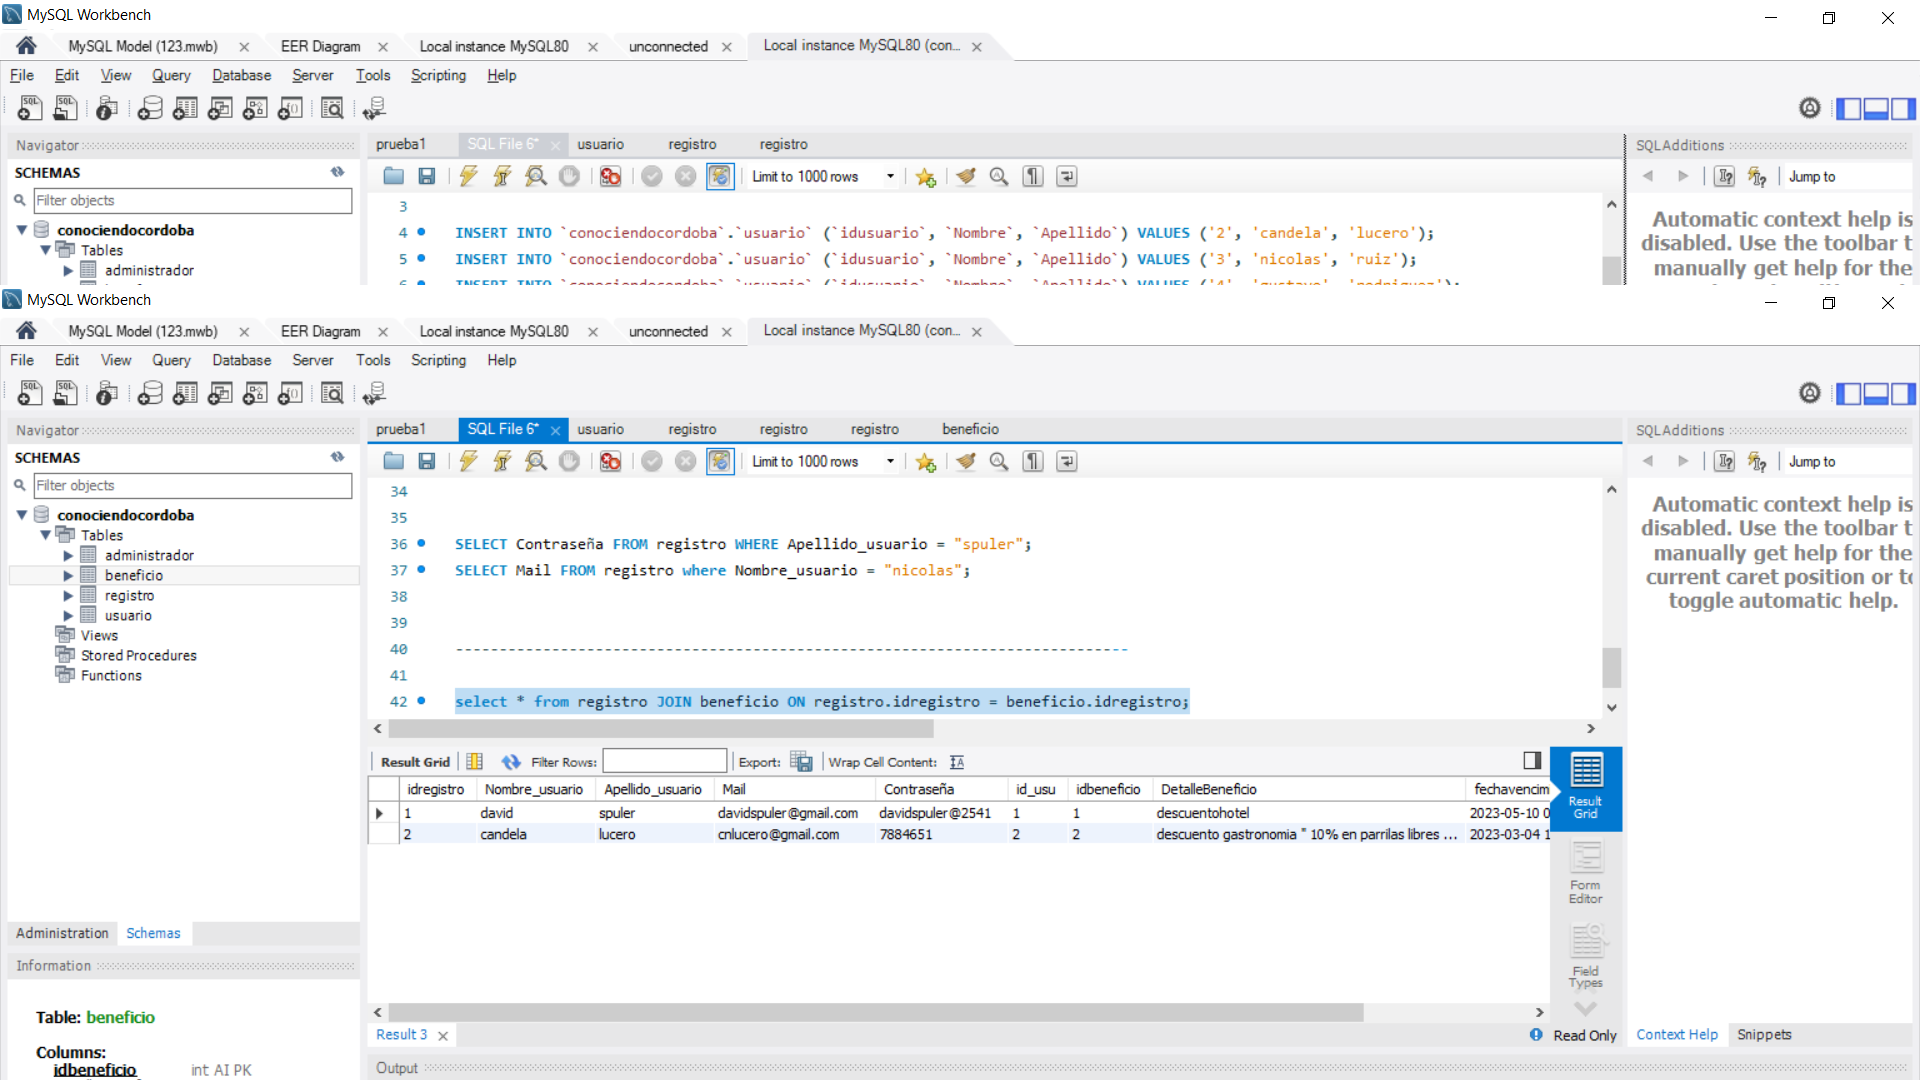 MySQL Workbench
MySQL Model (123.mwb) EER Diagram Local instance MySQL80 unconnected Local instance MySQL80 (con...
File Edit View Query Database Server Tools Scripting Help
Navigator prueba1 SQL File 6* usuario registro registro SQLAdditions
SCHEMAS Limit to 1000 rows Jump to
Filter objects
3
conociendocordoba
4 INSERT INTO `conociendocordoba`.`usuario` (`idusuario`, `Nombre`, `Apellido`) VALUES ('2', 'candela', 'lucero');
Tables
5 INSERT INTO `conociendocordoba`.`usuario` (`idusuario`, `Nombre`, `Apellido`) VALUES ('3', 'nicolas', 'ruiz');
administrador
Automatic context help is
disabled. Use the toolbar t
manually get help for the
6 INSERT INTO `conociendocordoba`.`usuario` (`idusuario`, `Nombre`, `Apellido`) VALUES ('4', 'gustavo', 'rodriguez');
MySQL Workbench
MySQL Model (123.mwb) EER Diagram Local instance MySQL80 unconnected Local instance MySQL80 (con...
File Edit View Query Database Server Tools Scripting Help
Navigator prueba1 SQL File 6* usuario registro registro registro beneficio SQLAdditions
SCHEMAS Limit to 1000 rows Jump to
Filter objects
conociendocordoba
Tables
administrador
beneficio
registro
usuario
Views
Stored Procedures
Functions
34
35
36 SELECT Contraseña FROM registro WHERE Apellido_usuario = "spuler";
37 SELECT Mail FROM registro where Nombre_usuario = "nicolas";
38
39
40 -----------------------------------------------------------------------------
41
42 select * from registro JOIN beneficio ON registro.idregistro = beneficio.idregistro;
Automatic context help is
disabled. Use the toolbar t
manually get help for the
current caret position or to
toggle automatic help.
Result Grid Filter Rows: Export: Wrap Cell Content:
idregistro Nombre_usuario Apellido_usuario Mail Contraseña id_usu idbeneficio DetalleBeneficio fechavencim
1 david spuler davidspuler@gmail.com davidspuler@2541 1 1 descuentohotel 2023-05-10 0
2 candela lucero cnlucero@gmail.com 7884651 2 2 descuento gastronomia " 10% en parrilas libres ... 2023-03-04 1
Result
Grid
Form
Editor
Field
Types
Administration Schemas
Information
Table: beneficio
Columns:
idbeneficio int AI PK
Result 3 Read Only Context Help Snippets
Output